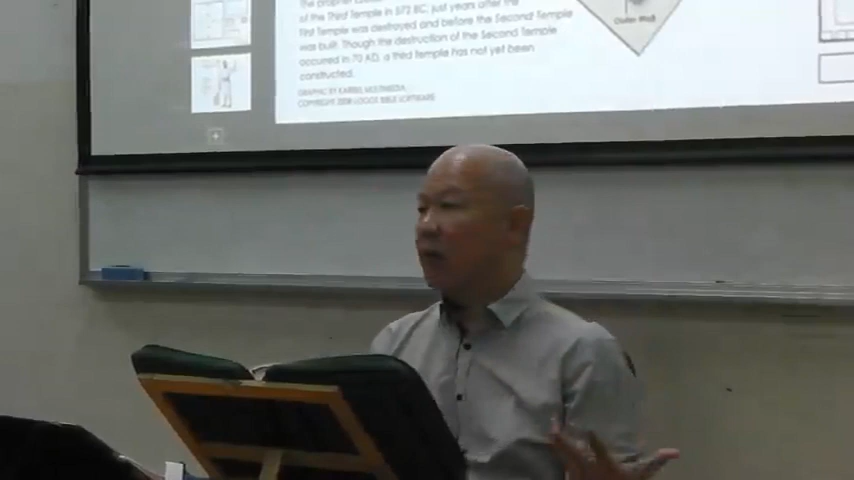 of the Third Temple in 572 BC, just years after the
First Temple was destroyed and before the Second Temple
was built. Though the destruction of the Second Temple
occurred in 70 AD, a third temple has not yet been
constructed.
GRAPHIC BY KARBEL MULTIMEDIA
COPYRIGHT 2008 LOGOS BIBLE SOFTWARE
Outer Wall